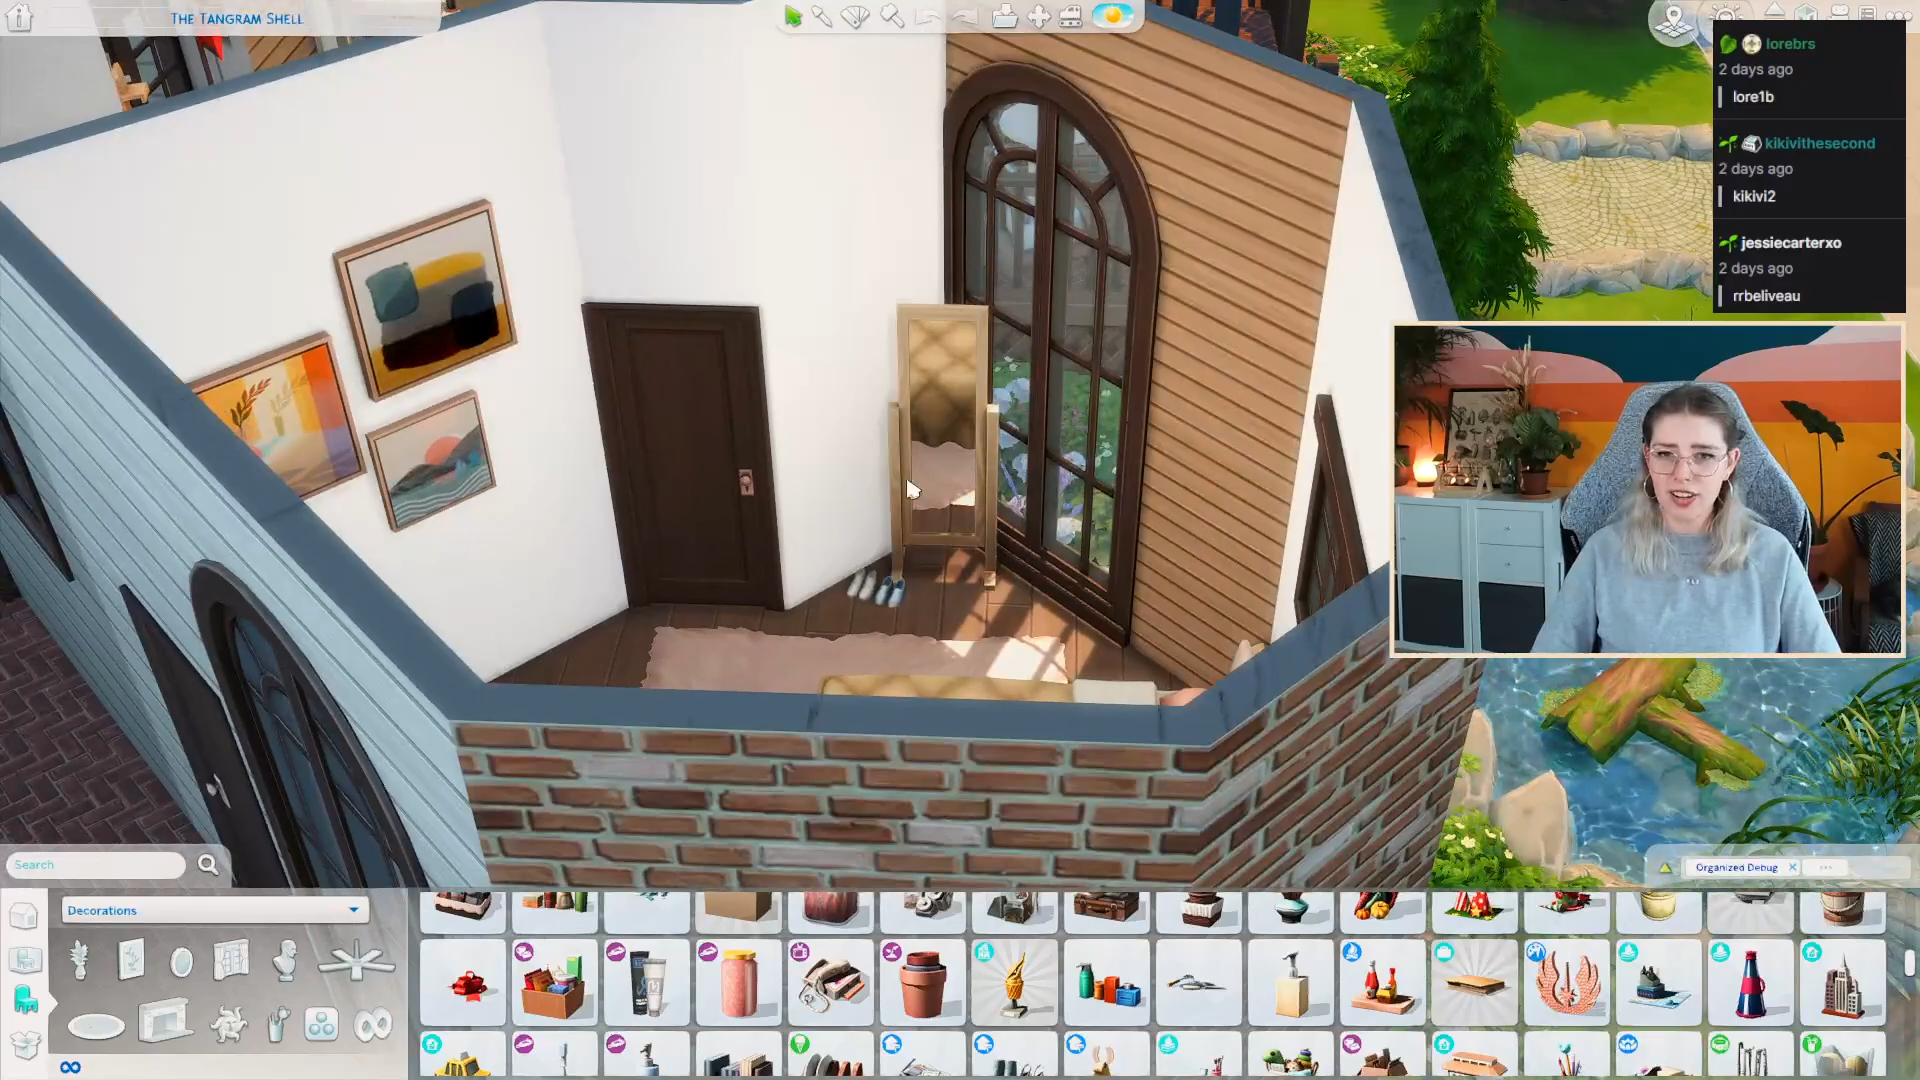 THE TANGRAM SHELL
lorebrs
2 days ago
lore1b
kikivithesecond
2 days ago
kikivi2
jessiecarterxo
2 days ago
rrbeliveau
Search
Organized Debug
Decorations